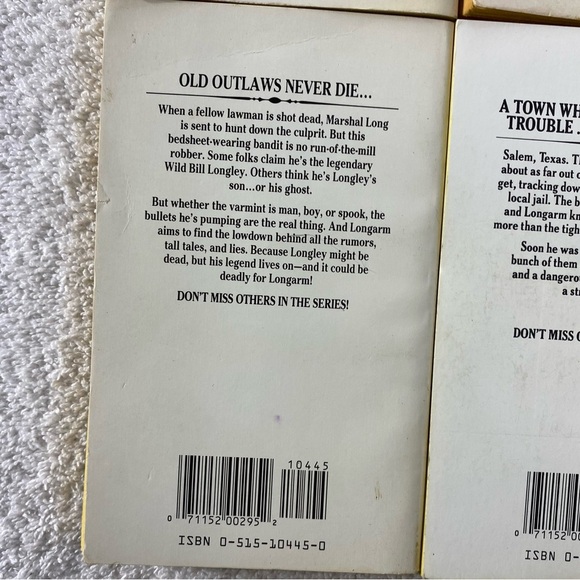 OLD OUTLAWS NEVER DIE...
When a fellow lawman is shot dead, Marshal Long
is sent to hunt down the culprit. But this
bedsheet-wearing bandit is no run-of-the-mill
robber. Some folks claim he's the legendary
Wild Bill Longley. Others think he's Longley's
son...or his ghost.
But whether the varmint is man, boy, or spook, the
bullets he's pumping are the real thing. And Longarm
aims to find the lowdown behind all the rumors,
tall tales, and lies. Because Longley might be
dead, but his legend lives on—and it could be
deadly for Longarm!
DON'T MISS OTHERS IN THE SERIES!
10445
0 71152 00295 2
ISBN 0-515-10445-0
A TOWN
TROUBLE
Salem, Texas.
about as far out
get, tracking
local jail. The
and Longarm
more than the
Soon he was
bunch of them
and a
a
DON'T MISS
0 71152
ISBN 0-